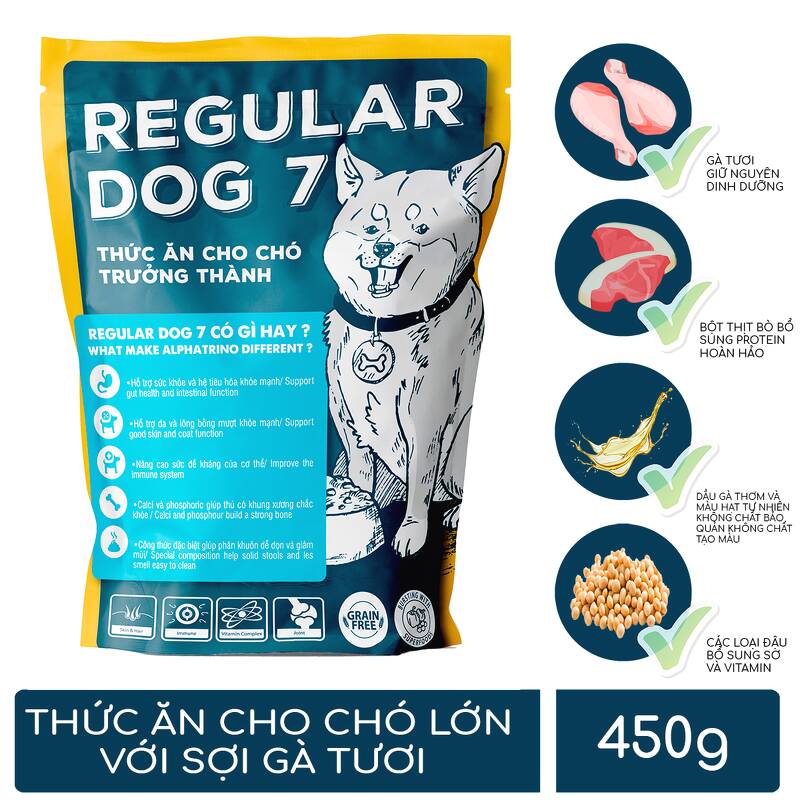 REGULAR
DOG 7
THỨC ĂN CHO CHÓ
TRƯỞNG THÀNH
REGULAR DOG 7 CÓ GÌ HAY ?
WHAT MAKE ALPHATRINO DIFFERENT ?
•Hỗ trợ sức khỏe và hệ tiêu hóa khỏe mạnh/ Support
gut health and intestinal function
•Hỗ trợ da và lông bồng mượt khỏe mạnh/ Support
good skin and coat function
•Nâng cao sức đề kháng của cơ thể/ Improve the
immune system
•Calci và phosphoric giúp thú có khung xương chắc
khỏe / Calci and phosphour build a strong bone
•Công thức đặc biệt giúp phân khuôn dễ dọn và giảm
mùi/ Special composition help solid stools and les
smell easy to clean
Skin & Hair
Immune
Vitamin Complex
Joint
GRAIN
FREE
BURSTING WITH
SUPERFOODS
GÀ TƯƠI
GIỮ NGUYÊN
DINH DƯỠNG
BỘT THỊT BÒ BỔ
SUNG PROTEIN
HOÀN HẢO
DẦU GÀ THƠM VÀ
MÀU HẠT TỰ NHIÊN
KHÔNG CHẤT BẢO
QUẢN KHÔNG CHẤT
TẠO MÀU
CÁC LOẠI ĐẬU
BỔ SUNG SỜ
VÀ VITAMIN
THỨC ĂN CHO CHÓ LỚN
VỚI SỢI GÀ TƯƠI
450g